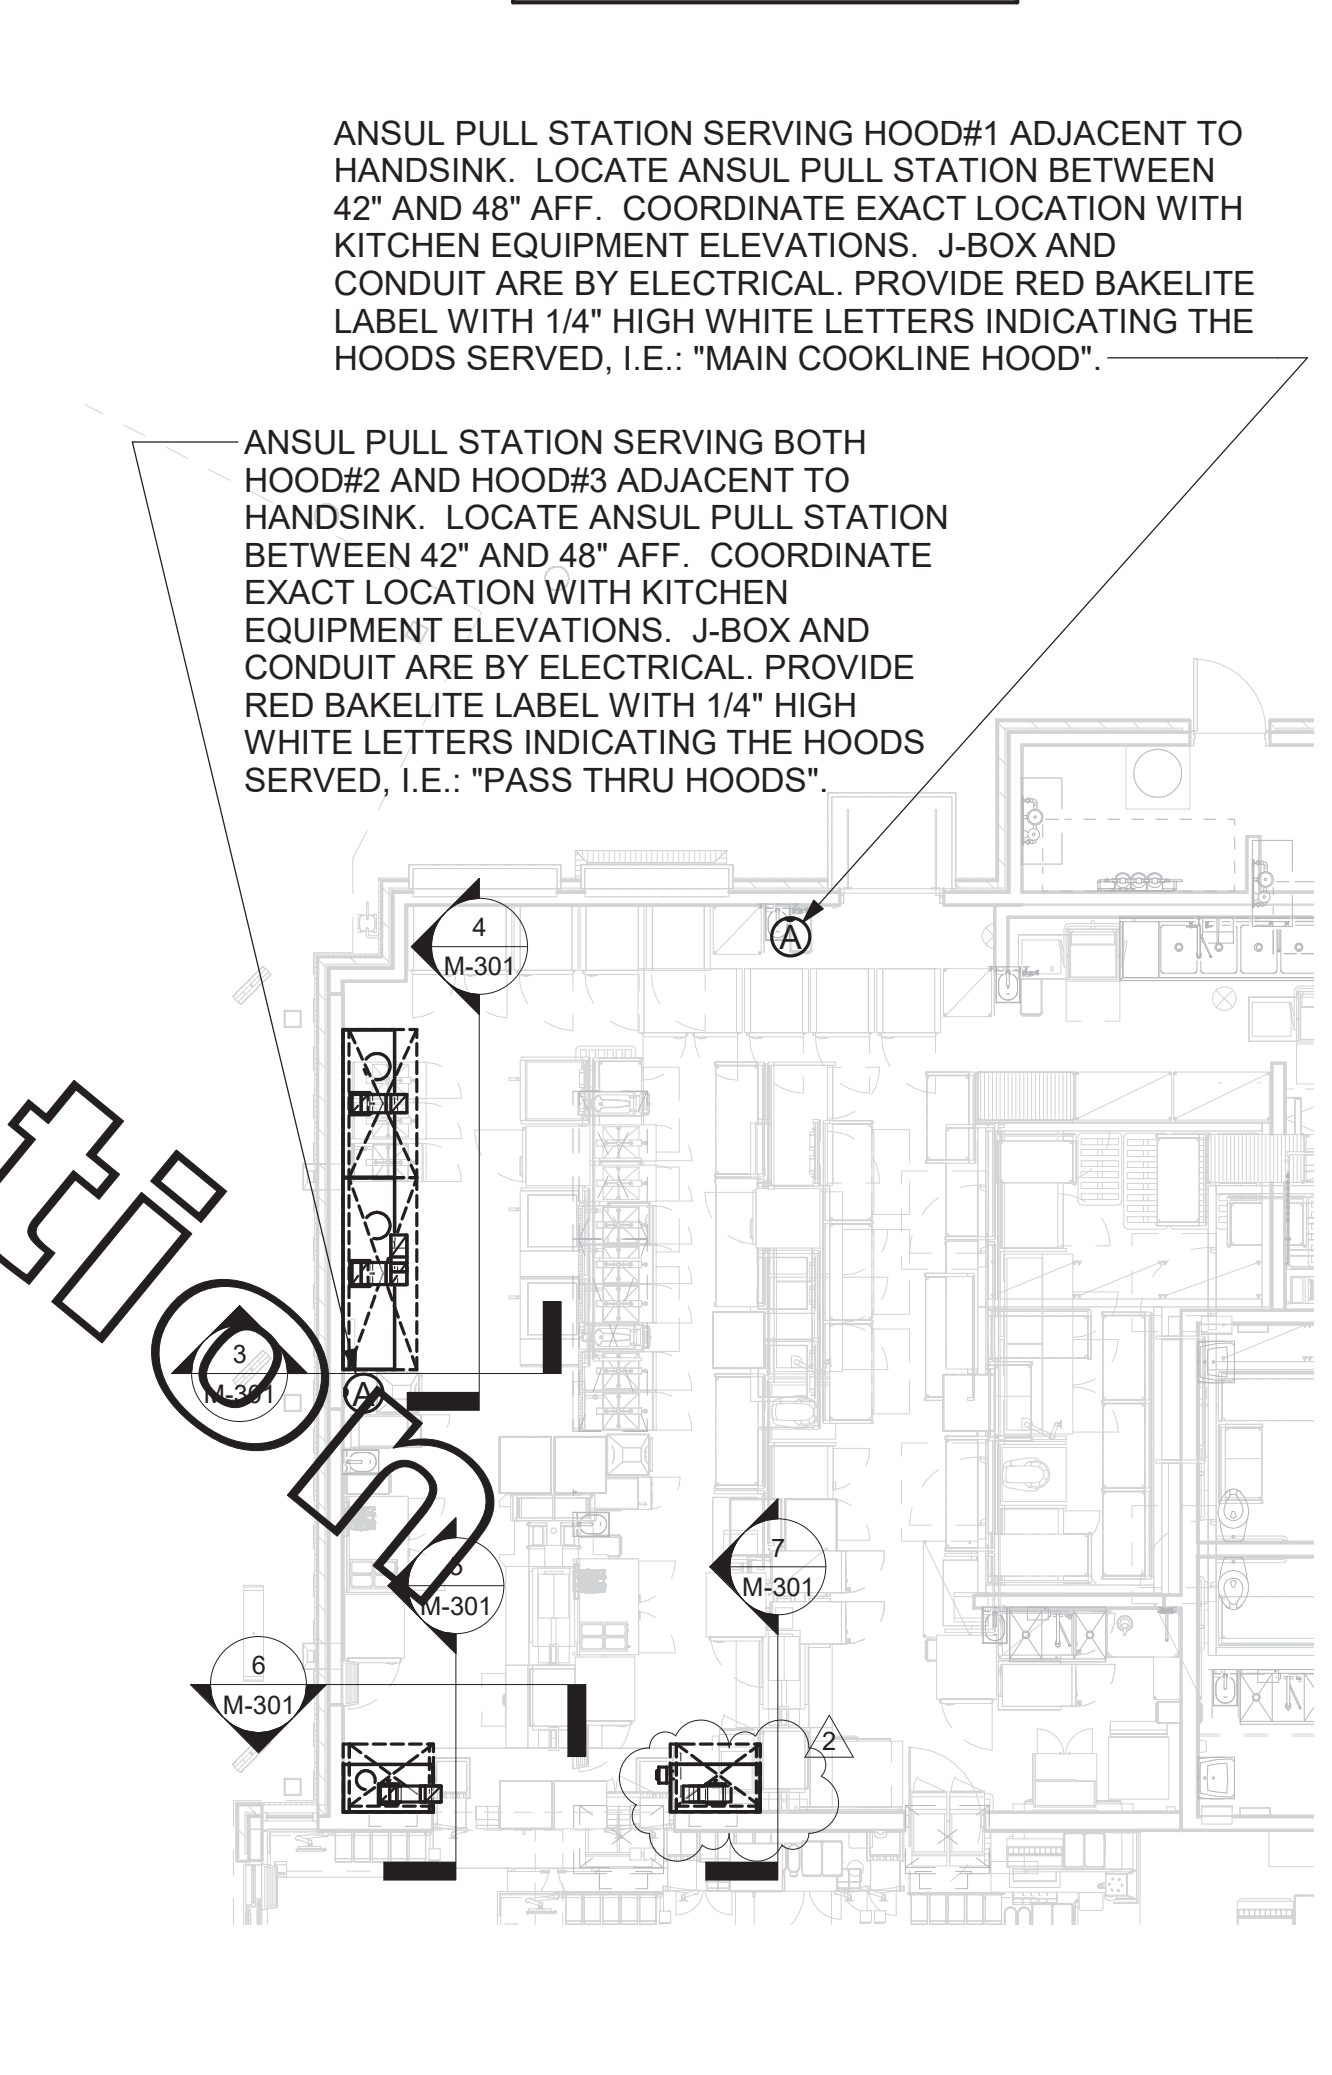 ANSUL PULL STATION SERVING HOOD#1 ADJACENT TO
HANDSINK.  LOCATE ANSUL PULL STATION BETWEEN
42" AND 48" AFF.  COORDINATE EXACT LOCATION WITH
KITCHEN EQUIPMENT ELEVATIONS.  J-BOX AND
CONDUIT ARE BY ELECTRICAL. PROVIDE RED BAKELITE
LABEL WITH 1/4" HIGH WHITE LETTERS INDICATING THE
HOODS SERVED, I.E.: "MAIN COOKLINE HOOD".
ANSUL PULL STATION SERVING BOTH
HOOD#2 AND HOOD#3 ADJACENT TO
HANDSINK.  LOCATE ANSUL PULL STATION
BETWEEN 42" AND 48" AFF.  COORDINATE
EXACT LOCATION WITH KITCHEN
EQUIPMENT ELEVATIONS.  J-BOX AND
CONDUIT ARE BY ELECTRICAL. PROVIDE
RED BAKELITE LABEL WITH 1/4" HIGH
WHITE LETTERS INDICATING THE HOODS
SERVED, I.E.: "PASS THRU HOODS".
4
M-301
A
3
M-301
A
tion
7
M-301
M-301
6
M-301
2